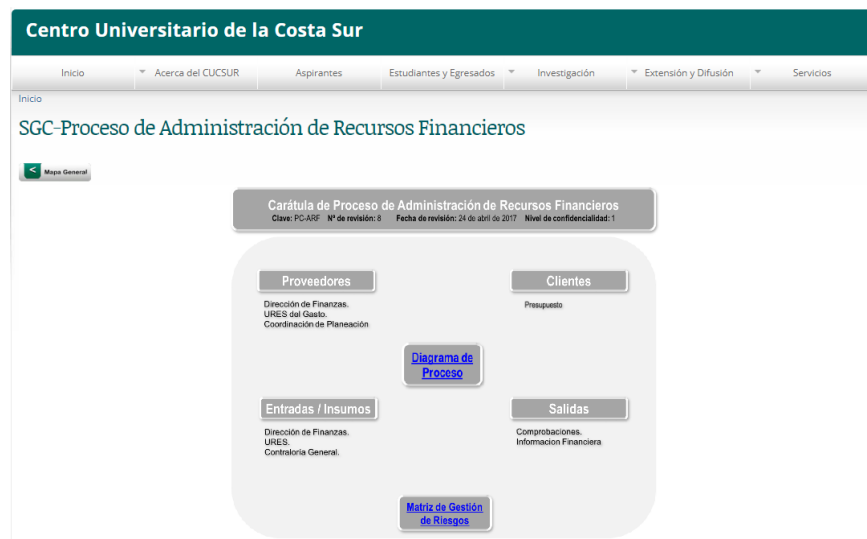 Centro Universitario de la Costa Sur
Inicio Acerca del CUCSUR Aspirantes Estudiantes y Egresados Investigación Extensión y Difusión Servicios
Inicio
SGC-Proceso de Administración de Recursos Financieros
< Mapa General
Carátula de Proceso de Administración de Recursos Financieros
Clave: PC-ARF Nº de revisión: 8 Fecha de revisión: 24 de abril de 2017 Nivel de confidencialidad: 1
Proveedores
Dirección de Finanzas.
URES del Gasto.
Coordinación de Planeación
Clientes
Presupuesto
Diagrama de
Proceso
Entradas / Insumos
Dirección de Finanzas.
URES.
Contraloría General.
Salidas
Comprobaciones.
Informacion Financiera
Matriz de Gestión
de Riesgos